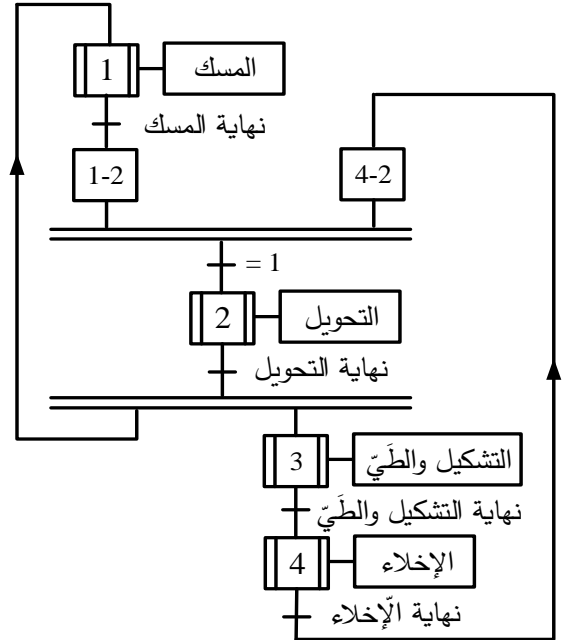 1 المسك
نهاية المسك
1-2
4-2
= 1
2 التحويل
نهاية التحويل
3 التشكيل والطَيّ
نهاية التشكيل والطَيّ
4 الإخلاء
نهاية الإخلاء